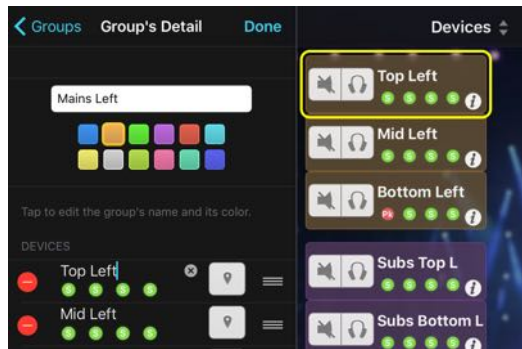 Groups
Group's Detail
Done
Mains Left
Tap to edit the group's name and its color.
DEVICES
Top Left
S S S S
Mid Left
S S S S
Devices
Top Left
S S S S i
Mid Left
S S S S i
Bottom Left
Pk S S S i
Subs Top L
S S S S i
Subs Bottom L
S S S S i